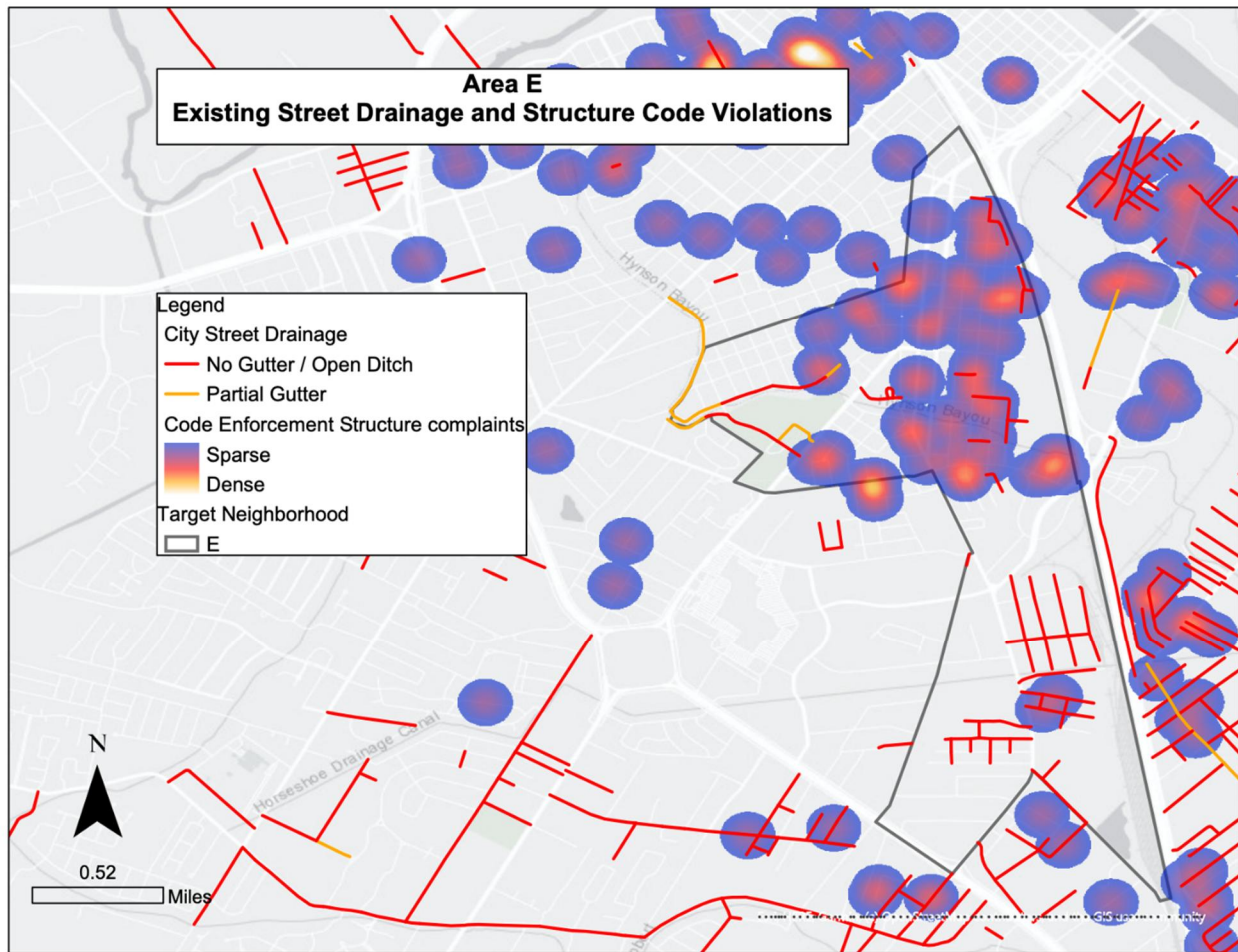 Area E
Existing Street Drainage and Structure Code Violations
Hynson Bayou
Legend
City Street Drainage
No Gutter / Open Ditch
Partial Gutter
Code Enforcement Structure complaints
Sparse
Dense
Target Neighborhood
E
Hynson Bayou
Horseshoe Drainage Canal
N
0.52
Miles